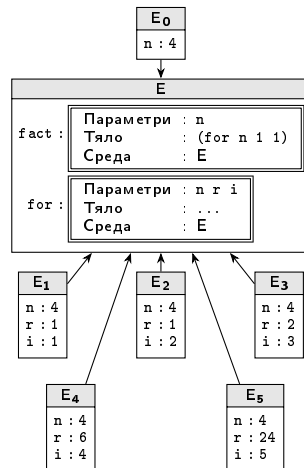 E₀
n : 4
E
fact :
Параметри : n
Тяло : (for n 1 1)
Среда : E
for :
Параметри : n r i
Тяло : ...
Среда : E
E₁
n : 4
r : 1
i : 1
E₂
n : 4
r : 1
i : 2
E₃
n : 4
r : 2
i : 3
E₄
n : 4
r : 6
i : 4
E₅
n : 4
r : 24
i : 5